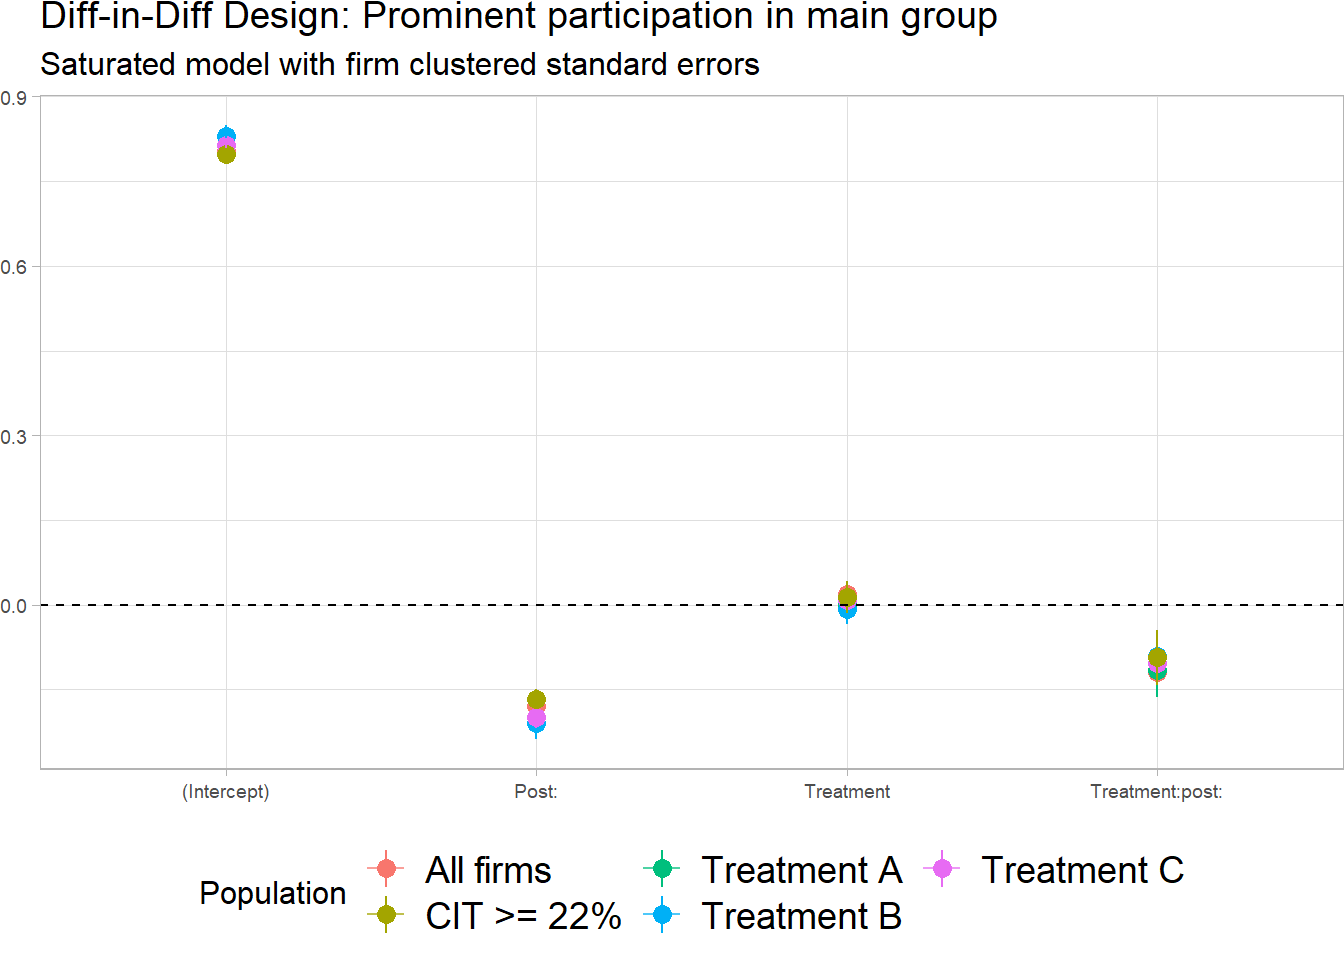 Diff-in-Diff Design: Prominent participation in main group
Saturated model with firm clustered standard errors
0.9
0.6
0.3
0.0
(Intercept)
Post:
Treatment
Treatment:post:
Population
All firms
Treatment A
Treatment C
CIT >= 22%
Treatment B